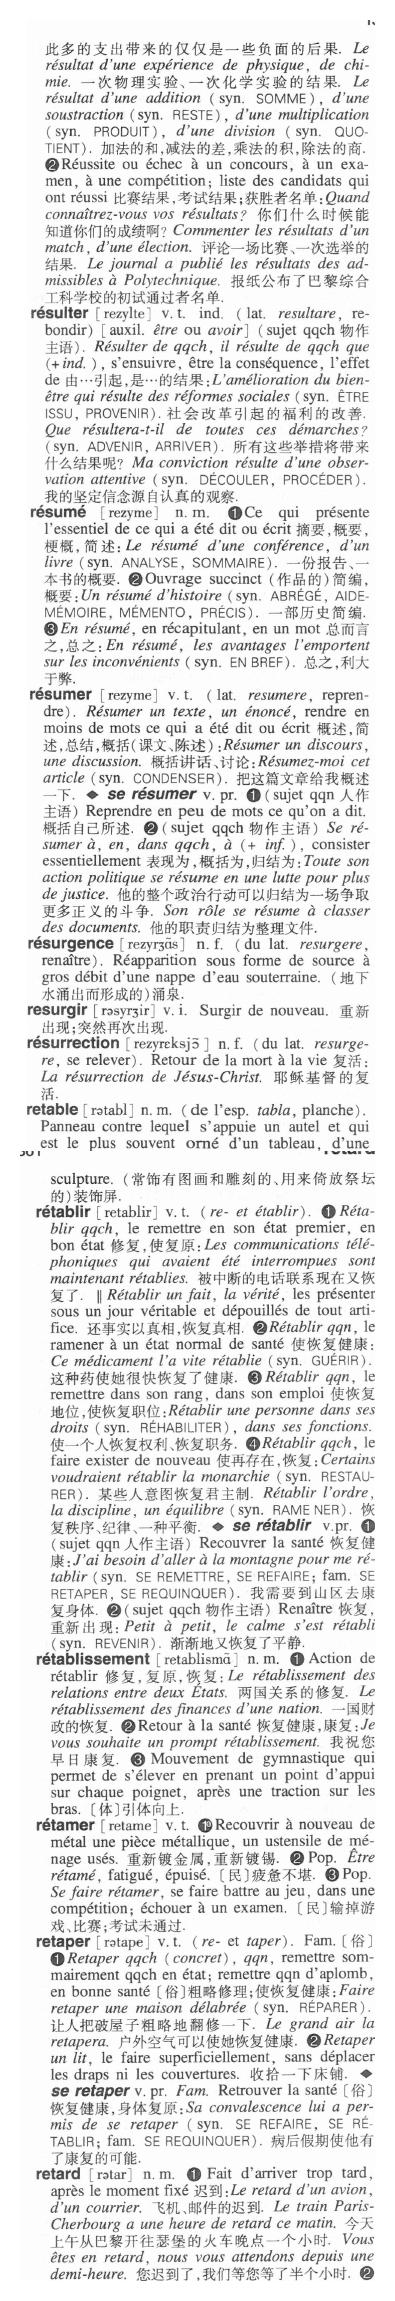 此多的支出带来的仅仅是一些负面的后果. Le
résultat d'une expérience de physique, de chi-
mie. 一次物理实验、一次化学实验的结果. Le
résultat d'une addition (syn. SOMME), d'une
soustraction (syn. RESTE), d'une multiplication
(syn. PRODUIT), d'une division (syn. QUO-
TIENT). 加法的和,减法的差,乘法的积,除法的商.
❷Réussite ou échec à un concours, à un exa-
men, à une compétition; liste des candidats qui
ont réussi 比赛结果,考试结果;获胜者名单:Quand
connaîtrez-vous vos résultats? 你们什么时候能
知道你们的成绩啊? Commenter les résultats d'un
match, d'une élection. 评论一场比赛、一次选举的
结果. Le journal a publié les résultats des ad-
missibles à Polytechnique. 报纸公布了巴黎综合
工科学校的初试通过者名单.
résulter [rezylte] v. t. ind. (lat. resultare, re-
bondir) [auxil. être ou avoir] (sujet qqch 物作
主语). Résulter de qqch, il résulte de qqch que
(+ind.), s'ensuivre, être la conséquence, l'effet
de 由…引起,是…的结果:L'amélioration du bien-
être qui résulte des réformes sociales (syn. ÊTRE
ISSU, PROVENIR). 社会改革引起的福利的改善.
Que résultera-t-il de toutes ces démarches?
(syn. ADVENIR, ARRIVER). 所有这些举措将带来
什么结果呢? Ma conviction résulte d'une obser-
vation attentive (syn. DÉCOULER, PROCÉDER).
我的坚定信念源自认真的观察.
résumé [rezyme] n. m. ❶Ce qui présente
l'essentiel de ce qui a été dit ou écrit 摘要,概要,
梗概,简述:Le résumé d'une conférence, d'un
livre (syn. ANALYSE, SOMMAIRE). 一份报告、一
本书的概要. ❷Ouvrage succinct (作品的)简编,
概要:Un résumé d'histoire (syn. ABRÉGÉ, AIDE-
MÉMOIRE, MÉMENTO, PRÉCIS). 一部历史简编.
❸En résumé, en récapitulant, en un mot 总而言
之,总之:En résumé, les avantages l'emportent
sur les inconvénients (syn. EN BREF). 总之,利大
于弊.
résumer [rezyme] v. t. (lat. resumere, repren-
dre). Résumer un texte, un énoncé, rendre en
moins de mots ce qui a été dit ou écrit 概述,简
述,总结,概括(课文、陈述):Résumer un discours,
une discussion. 概括讲话、讨论:Résumez-moi cet
article (syn. CONDENSER). 把这篇文章给我概述
一下. ◆ se résumer v. pr. ❶(sujet qqn 人作
主语) Reprendre en peu de mots ce qu'on a dit.
概括自己所述. ❷(sujet qqch 物作主语) Se ré-
sumer à, en, dans qqch, à (+ inf.), consister
essentiellement 表现为,概括为,归结为:Toute son
action politique se résume en une lutte pour plus
de justice. 他的整个政治行动可以归结为一场争取
更多正义的斗争. Son rôle se résume à classer
des documents. 他的职责归结为整理文件.
résurgence [rezyrʒɑ̃s] n. f. (du lat. resurgere,
renaître). Réapparition sous forme de source à
gros débit d'une nappe d'eau souterraine. (地下
水涌出而形成的)涌泉.
resurgir [rəsyrʒir] v. i. Surgir de nouveau. 重新
出现;突然再次出现.
résurrection [rezyrɛksjɔ̃] n. f. (du lat. resurge-
re, se relever). Retour de la mort à la vie 复活:
La résurrection de Jésus-Christ. 耶稣基督的复
活.
retable [rətabl] n. m. (de l'esp. tabla, planche).
Panneau contre lequel s'appuie un autel et qui
est le plus souvent orné d'un tableau, d'une
sculpture. (常饰有图画和雕刻的、用来倚放祭坛
的)装饰屏.
rétablir [retablir] v. t. (re- et établir). ❶Réta-
blir qqch, le remettre en son état premier, en
bon état 修复,使复原:Les communications télé-
phoniques qui avaient été interrompues sont
maintenant rétablies. 被中断的电话联系现在又恢
复了. ‖ Rétablir un fait, la vérité, les présenter
sous un jour véritable et dépouillés de tout arti-
fice. 还事实以真相,恢复真相. ❷Rétablir qqn, le
ramener à un état normal de santé 使恢复健康:
Ce médicament l'a vite rétablie (syn. GUÉRIR).
这种药使她很快恢复了健康. ❸Rétablir qqn, le
remettre dans son rang, dans son emploi 使恢复
地位,使恢复职位:Rétablir une personne dans ses
droits (syn. RÉHABILITER), dans ses fonctions.
使一个人恢复权利、恢复职务. ❹Rétablir qqch, le
faire exister de nouveau 使再存在,恢复:Certains
voudraient rétablir la monarchie (syn. RESTAU-
RER). 某些人意图恢复君主制. Rétablir l'ordre,
la discipline, un équilibre (syn. RAME NER). 恢
复秩序、纪律、一种平衡. ◆ se rétablir v.pr. ❶
(sujet qqn 人作主语) Recouvrer la santé 恢复健
康:J'ai besoin d'aller à la montagne pour me ré-
tablir (syn. SE REMETTRE, SE REFAIRE; fam. SE
RETAPER, SE REQUINQUER). 我需要到山区去康
复身体. ❷(sujet qqch 物作主语) Renaître 恢复,
重新出现:Petit à petit, le calme s'est rétabli
(syn. REVENIR). 渐渐地又恢复了平静.
rétablissement [retablismɑ̃] n. m. ❶ Action de
rétablir 修复,复原,恢复:Le rétablissement des
relations entre deux États. 两国关系的修复. Le
rétablissement des finances d'une nation. 一国财
政的恢复. ❷Retour à la santé 恢复健康,康复:Je
vous souhaite un prompt rétablissement. 我祝您
早日康复. ❸ Mouvement de gymnastique qui
permet de s'élever en prenant un point d'appui
sur chaque poignet, après une traction sur les
bras. 〔体〕引体向上.
rétamer [retame] v. t. ❶Recouvrir à nouveau de
métal une pièce métallique, un ustensile de mé-
nage usés. 重新镀金属,重新镀锡. ❷Pop. Être
rétamé, fatigué, épuisé. 〔民〕疲惫不堪. ❸Pop.
Se faire rétamer, se faire battre au jeu, dans une
compétition; échouer à un examen. 〔民〕输掉游
戏、比赛;考试未通过.
retaper [rətape] v. t. (re- et taper). Fam. 〔俗〕
❶Retaper qqch (concret), qqn, remettre som-
mairement qqch en état; remettre qqn d'aplomb,
en bonne santé 〔俗〕粗略修理;使恢复健康:Faire
retaper une maison délabrée (syn. RÉPARER).
让人把破屋子粗略地翻修一下. Le grand air la
retapera. 户外空气可以使她恢复健康. ❷Retaper
un lit, le faire superficiellement, sans déplacer
les draps ni les couvertures. 收拾一下床铺. ◆
se retaper v. pr. Fam. Retrouver la santé 〔俗〕
恢复健康,身体复原:Sa convalescence lui a per-
mis de se retaper (syn. SE REFAIRE, SE RÉ-
TABLIR; fam. SE REQUINQUER). 病后假期使他有
了康复的可能.
retard [rətar] n. m. ❶ Fait d'arriver trop tard,
après le moment fixé 迟到:Le retard d'un avion,
d'un courrier. 飞机、邮件的迟到. Le train Paris-
Cherbourg a une heure de retard ce matin. 今天
上午从巴黎开往瑟堡的火车晚点一个小时. Vous
êtes en retard, nous vous attendons depuis une
demi-heure. 您迟到了,我们等您等了半个小时. ❷